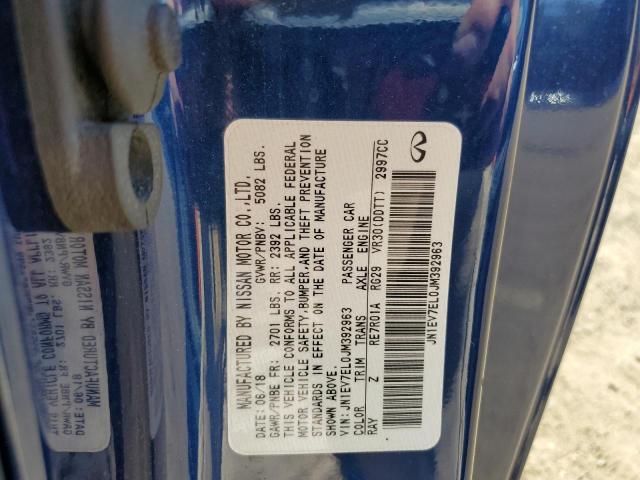 MANUFACTURED BY NISSAN MOTOR CO.,LTD.
DATE: 06/18 GVWR/PNBV: 5082 LBS.
GAWR/PNBE FR: 2701 LBS. RR: 2392 LBS.
THIS VEHICLE CONFORMS TO ALL APPLICABLE FEDERAL
MOTOR VEHICLE SAFETY,BUMPER,AND THEFT PREVENTION
STANDARDS IN EFFECT ON THE DATE OF MANUFACTURE
SHOWN ABOVE.
VIN:JN1EV7EL0JM392963 PASSENGER CAR
COLOR TRIM TRANS AXLE ENGINE
RAY Z RE7R01A RG29 VR30(DDTT) 2997CC
JN1EV7EL0JM392963